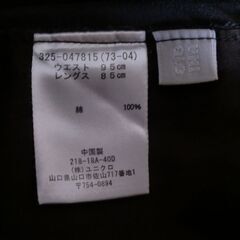 325-047815(73-04)
ウエスト 95cm
レングス 85cm
綿 100%
中国製
218-18A-400
(株)ユニクロ
山口県山口市佐山717番地1
〒754-0894